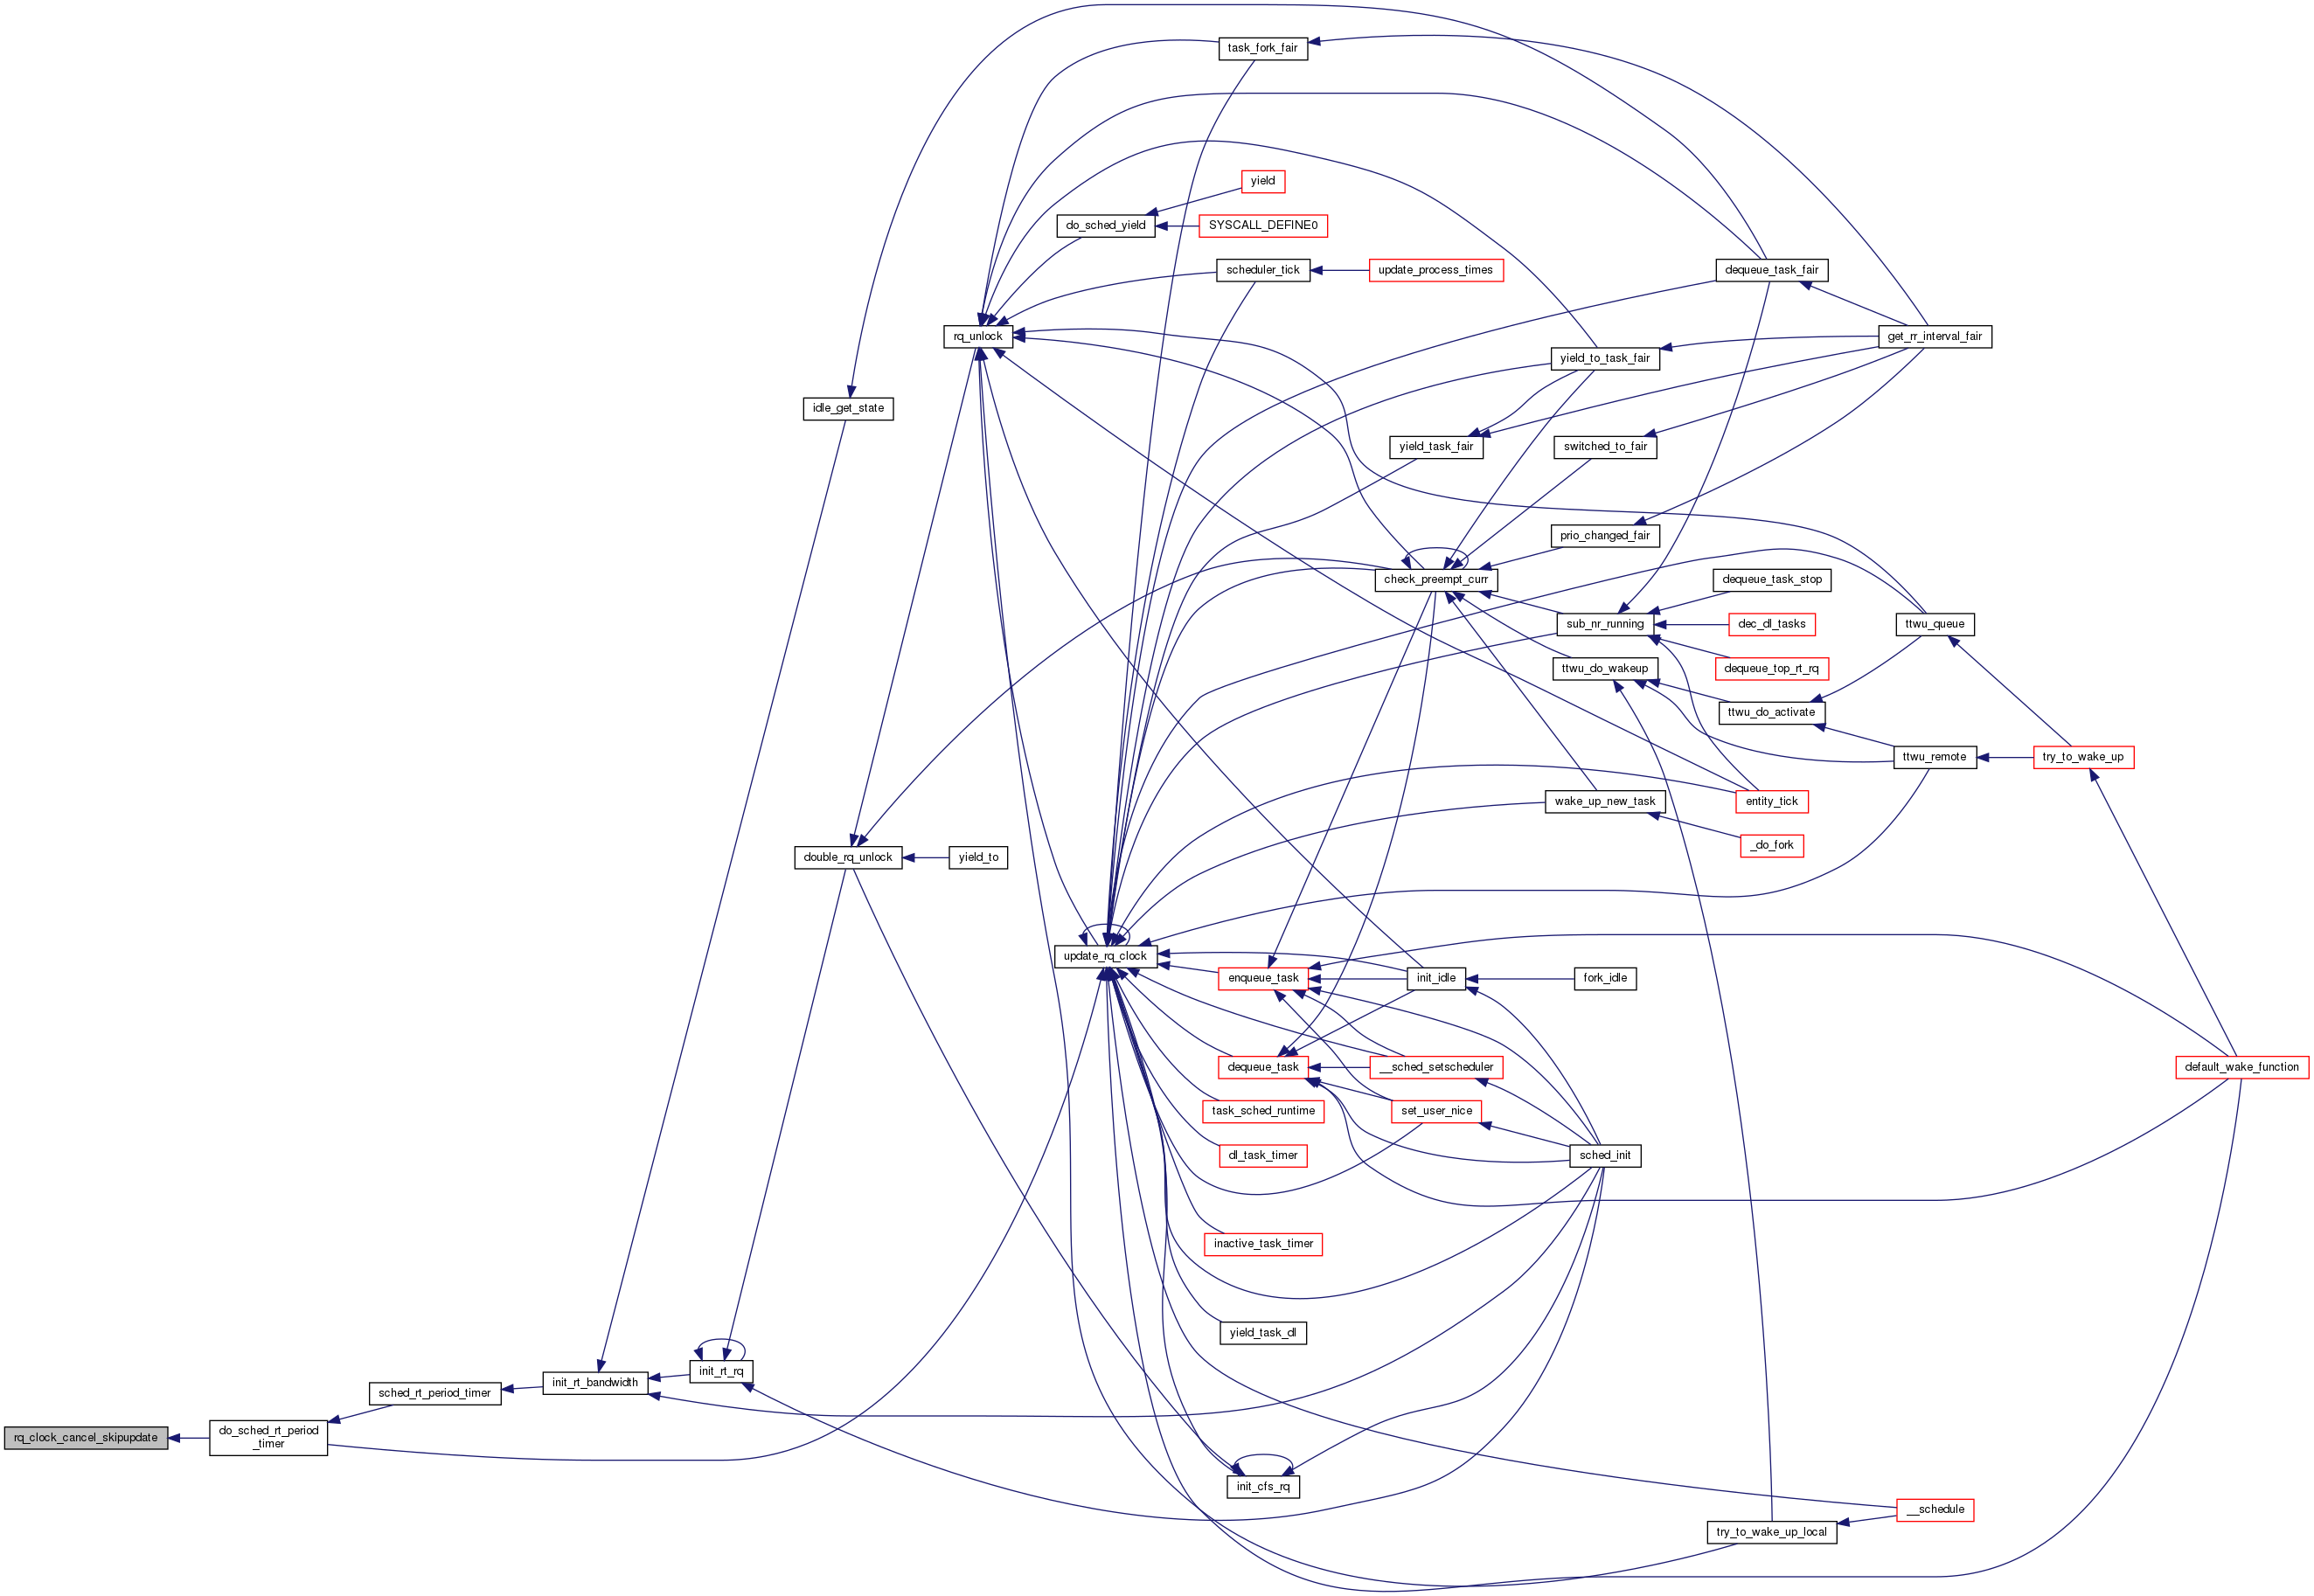 task_fork_fair
yield
do_sched_yield
SYSCALL_DEFINE0
scheduler_tick
update_process_times
dequeue_task_fair
rq_unlock
get_rr_interval_fair
yield_to_task_fair
idle_get_state
yield_task_fair
switched_to_fair
prio_changed_fair
check_preempt_curr
dequeue_task_stop
sub_nr_running
dec_dl_tasks
ttwu_queue
ttwu_do_wakeup
dequeue_top_rt_rq
ttwu_do_activate
ttwu_remote
try_to_wake_up
wake_up_new_task
entity_tick
_do_fork
double_rq_unlock
yield_to
update_rq_clock
enqueue_task
init_idle
fork_idle
dequeue_task
__sched_setscheduler
default_wake_function
task_sched_runtime
set_user_nice
dl_task_timer
sched_init
inactive_task_timer
yield_task_dl
init_rt_rq
init_rt_bandwidth
sched_rt_period_timer
rq_clock_cancel_skipupdate
do_sched_rt_period
_timer
init_cfs_rq
__schedule
try_to_wake_up_local